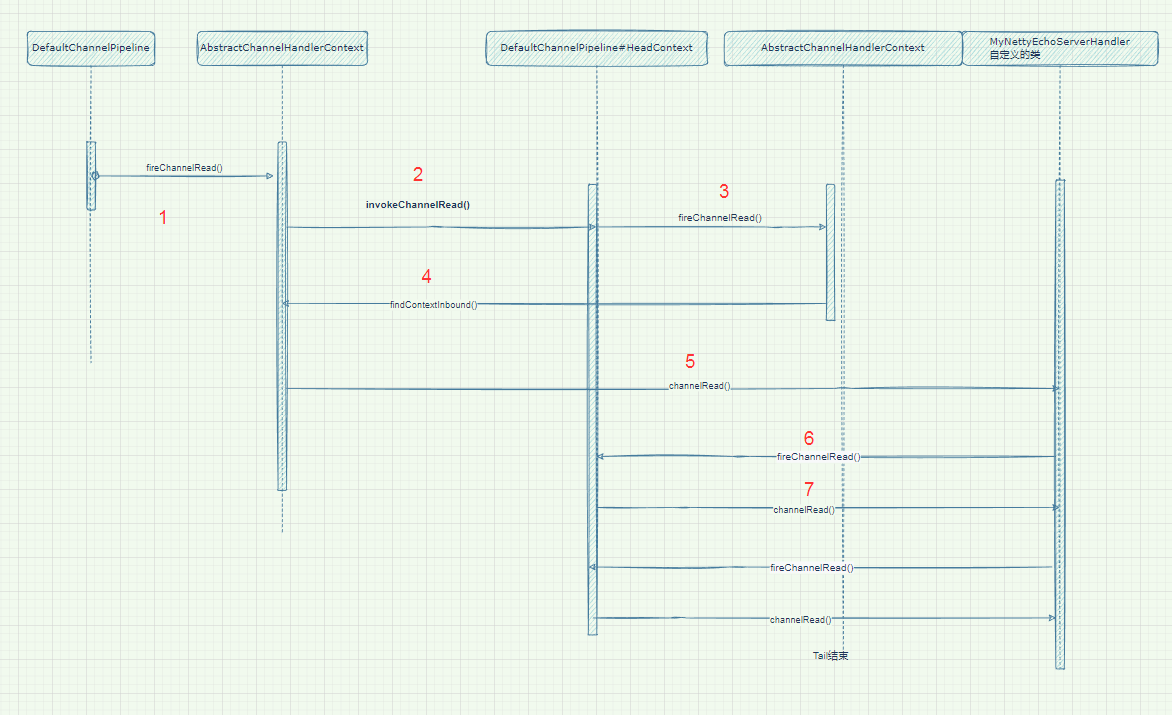 DefaultChannelPipeline
AbstractChannelHandlerContext
DefaultChannelPipeline#HeadContext
AbstractChannelHandlerContext
MyNettyEchoServerHandler
自定义的类
fireChannelRead()
1
2
invokeChannelRead()
3
fireChannelRead()
4
findContextInbound()
5
channelRead()
6
fireChannelRead()
7
channelRead()
fireChannelRead()
channelRead()
Tail结束